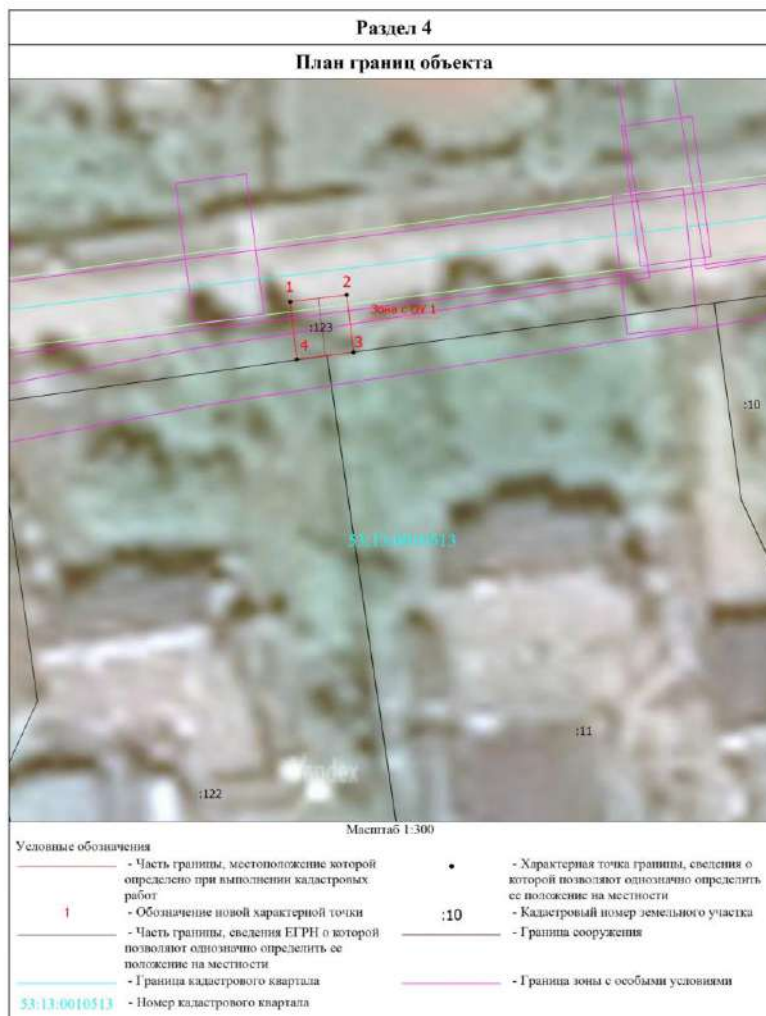 Раздел 4
План границ объекта
1
2
Зона с ОУ 1
:123
4
3
:10
53:13:0010513
:11
:122
Масштаб 1:300
Условные обозначения
- Часть границы, местоположение которой
определено при выполнении кадастровых
работ
1
- Обозначение новой характерной точки
- Часть границы, сведения ЕГРН о которой
позволяют однозначно определить ее
положение на местности
- Граница кадастрового квартала
53:13:0010513 - Номер кадастрового квартала
- Характерная точка границы, сведения о
которой позволяют однозначно определить
ее положение на местности
:10
- Кадастровый номер земельного участка
- Граница сооружения
- Граница зоны с особыми условиями